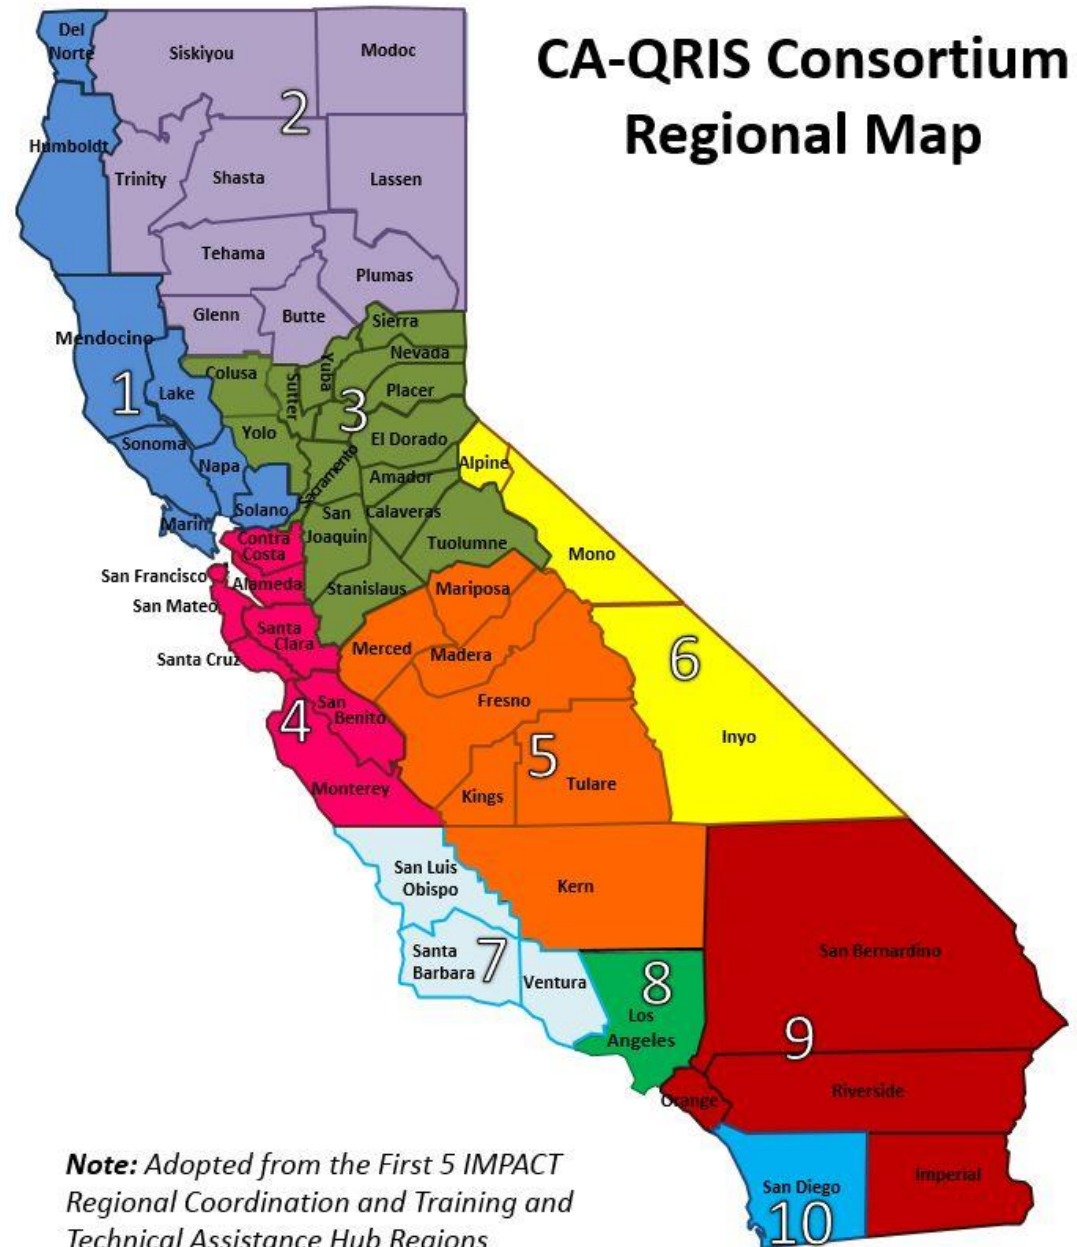 CA-QRIS Consortium
Regional Map
Del
Norte
Siskiyou
Modoc
2
Humboldt
Trinity
Shasta
Lassen
Tehama
Plumas
Glenn
Butte
Sierra
Mendocino
Nevada
Colusa
Sutter
Yuba
Placer
1
Lake
3
Yolo
El Dorado
Sonoma
Napa
Sacramento
Alpine
Amador
Solano
San
Joaquin
Calaveras
Marin
Contra
Costa
Tuolumne
Mono
San Francisco
Alameda
Stanislaus
Mariposa
San Mateo
Santa
Clara
Merced
Madera
6
Santa Cruz
Fresno
San
Benito
4
Inyo
5
Monterey
Kings
Tulare
San Luis
Obispo
Kern
Santa
Barbara
7
Ventura
8
Los
Angeles
San Bernardino
9
Orange
Riverside
Imperial
San Diego
10
Note: Adopted from the First 5 IMPACT
Regional Coordination and Training and
Technical Assistance Hub Regions